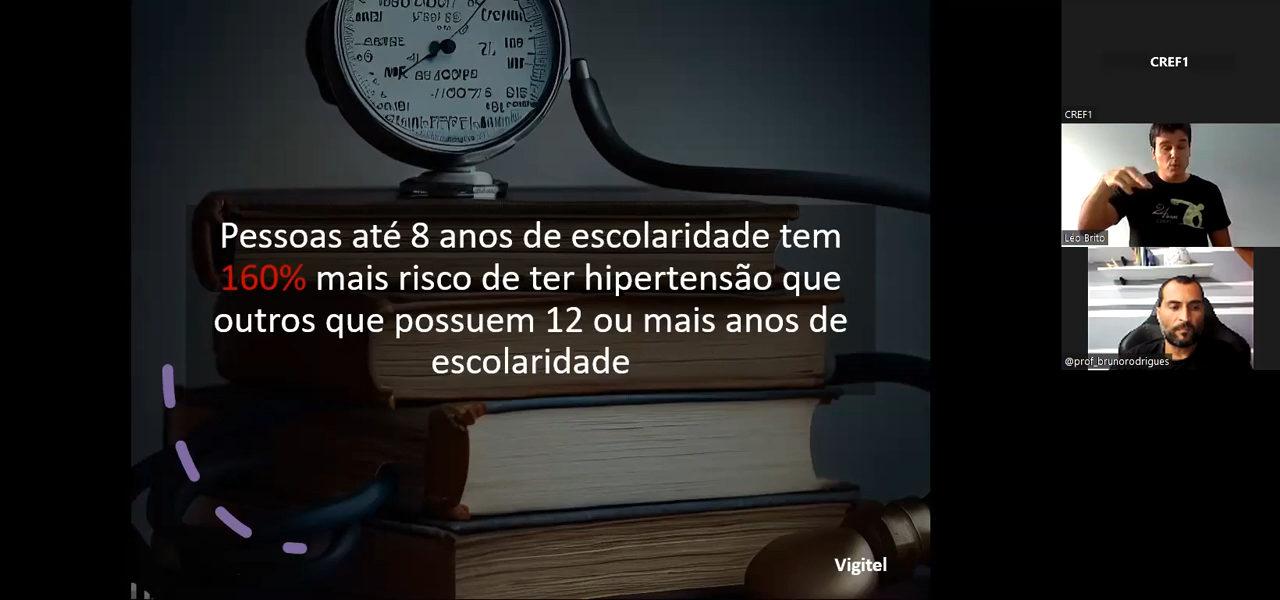 Pessoas até 8 anos de escolaridade tem
160% mais risco de ter hipertensão que
outros que possuem 12 ou mais anos de
escolaridade
Vigitel
CREF1
CREF1
Léo Brito
@prof_brunorodrigues